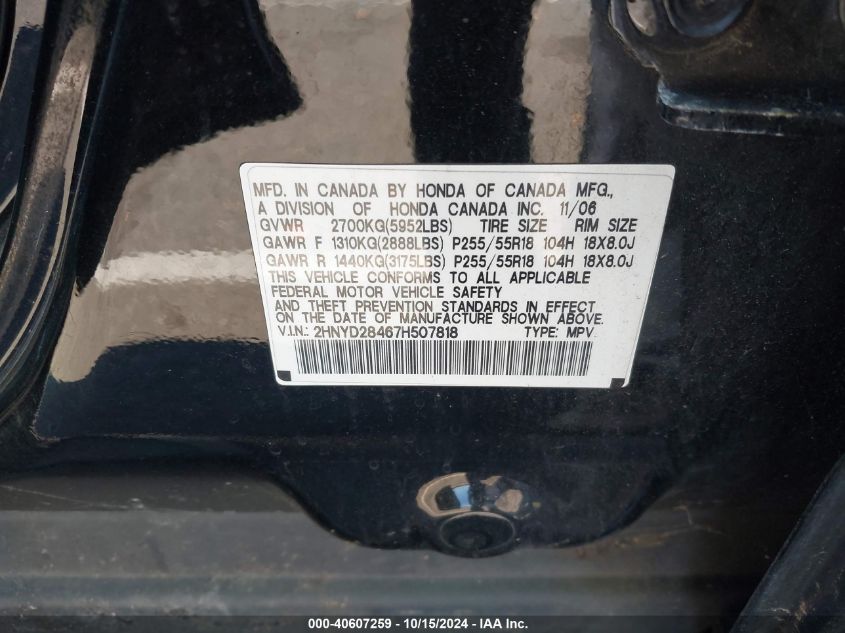 MFD. IN CANADA BY HONDA OF CANADA MFG.,
A DIVISION OF HONDA CANADA INC. 11/06
GVWR 2700KG(5952LBS) TIRE SIZE RIM SIZE
GAWR F 1310KG(2888LBS) P255/55R18 104H 18X8.0J
GAWR R 1440KG(3175LBS) P255/55R18 104H 18X8.0J
THIS VEHICLE CONFORMS TO ALL APPLICABLE
FEDERAL MOTOR VEHICLE SAFETY
AND THEFT PREVENTION STANDARDS IN EFFECT
ON THE DATE OF MANUFACTURE SHOWN ABOVE.
V.I.N.: 2HNYD28467H507818 TYPE: MPV
000-40607259 - 10/15/2024 - IAA Inc.